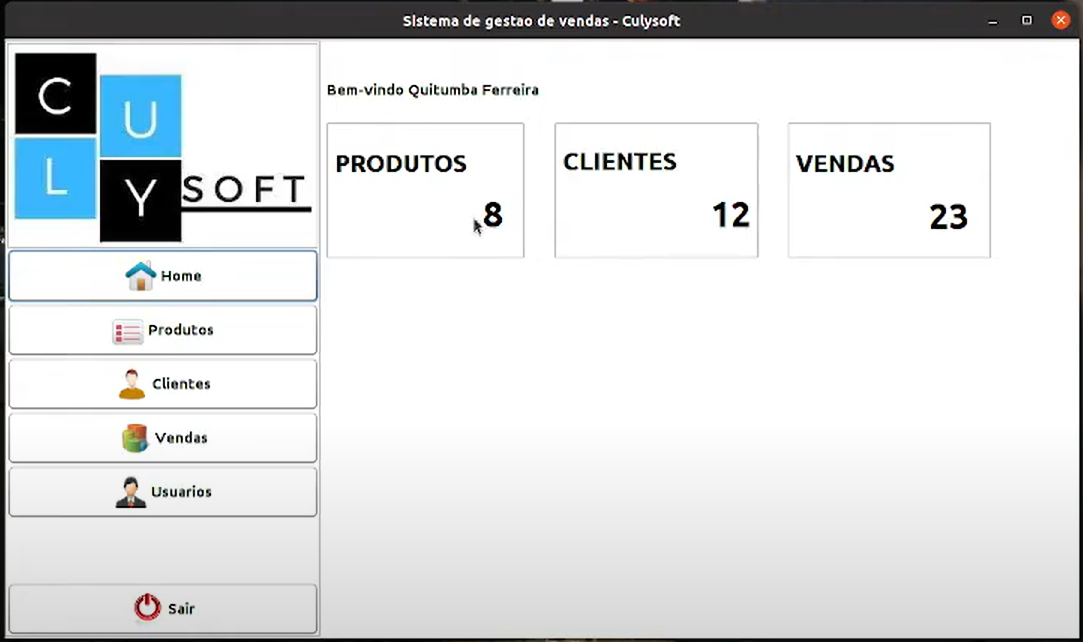 Sistema de gestao de vendas - Culysoft
C U
L Y SOFT
Home
Produtos
Clientes
Vendas
Usuarios
Sair
Bem-vindo Quitumba Ferreira
PRODUTOS
8
CLIENTES
12
VENDAS
23